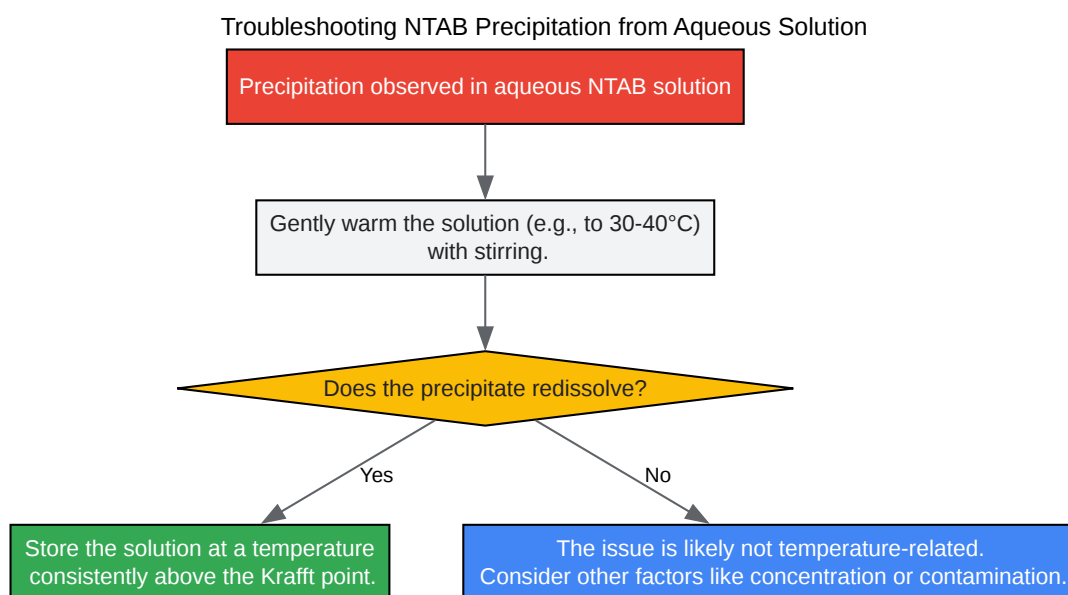 Troubleshooting NTAB Precipitation from Aqueous Solution
Precipitation observed in aqueous NTAB solution
Gently warm the solution (e.g., to 30-40°C)
with stirring.
Does the precipitate redissolve?
Yes
No
Store the solution at a temperature
consistently above the Krafft point.
The issue is likely not temperature-related.
Consider other factors like concentration or contamination.